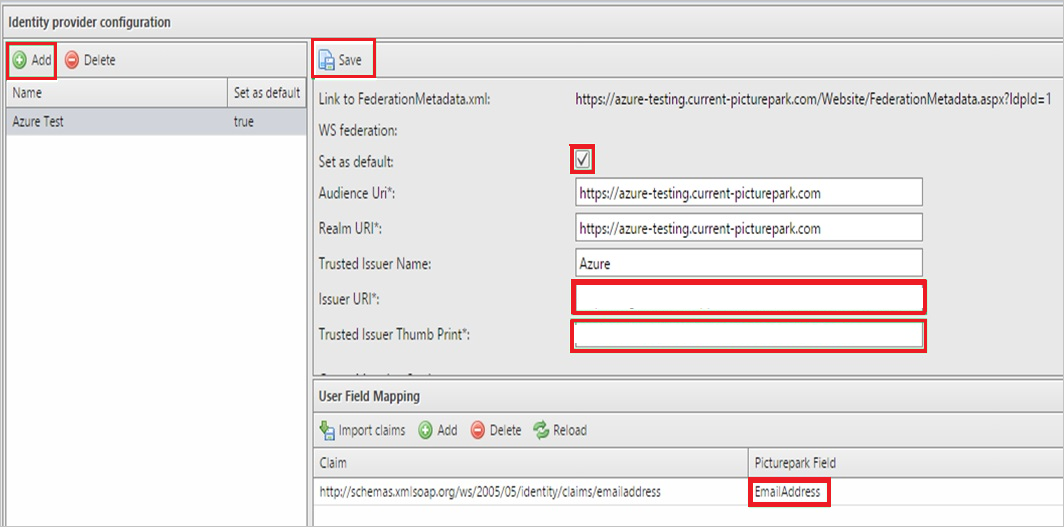 Identity provider configuration
Add Delete
Save
Name Set as default
Azure Test true
Link to FederationMetadata.xml: https://azure-testing.current-picturepark.com/Website/FederationMetadata.aspx?IdpId=1
WS federation:
Set as default:
Audience Uri*: https://azure-testing.current-picturepark.com
Realm URI*: https://azure-testing.current-picturepark.com
Trusted Issuer Name: Azure
Issuer URI*:
Trusted Issuer Thumb Print*:
User Field Mapping
Import claims Add Delete Reload
Claim Picturepark Field
http://schemas.xmlsoap.org/ws/2005/05/identity/claims/emailaddress EmailAddress